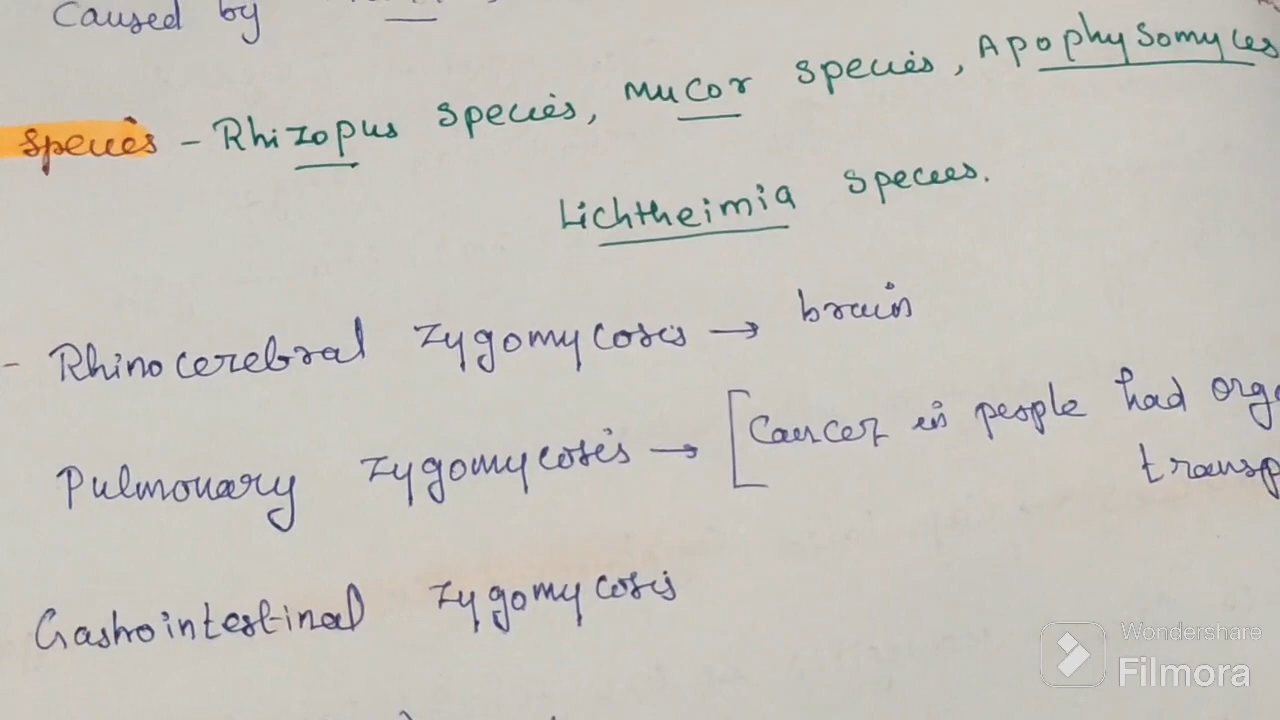 Caused by
Species - Rhizopus species, Mucor species, Apophysomyces
Lichtheimia species.
- Rhinocerebral zygomycosis → brain
Pulmonary zygomycosis → [Cancer in people had orga
transp
Gastrointestinal zygomycosis
Wondershare
Filmora